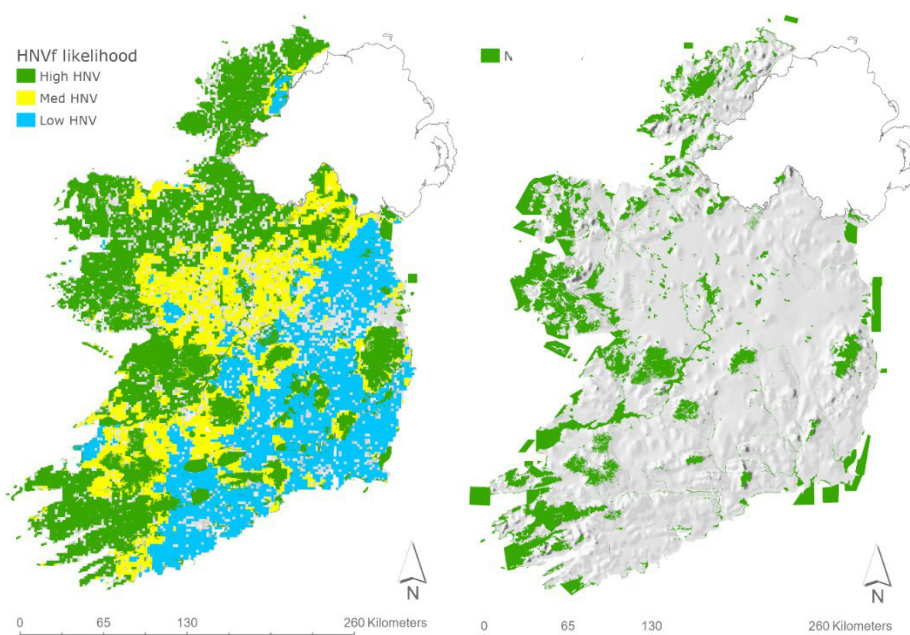 HNVf likelihood
High HNV
Med HNV
Low HNV
N
0 65 130 260 Kilometers
N
N
0 65 130 260 Kilometers